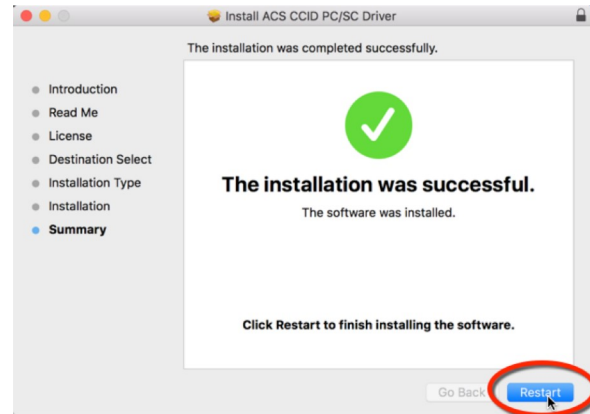 Install ACS CCID PC/SC Driver
The installation was completed successfully.
Introduction
Read Me
License
Destination Select
Installation Type
Installation
Summary
The installation was successful.
The software was installed.
Click Restart to finish installing the software.
Go Back
Restart